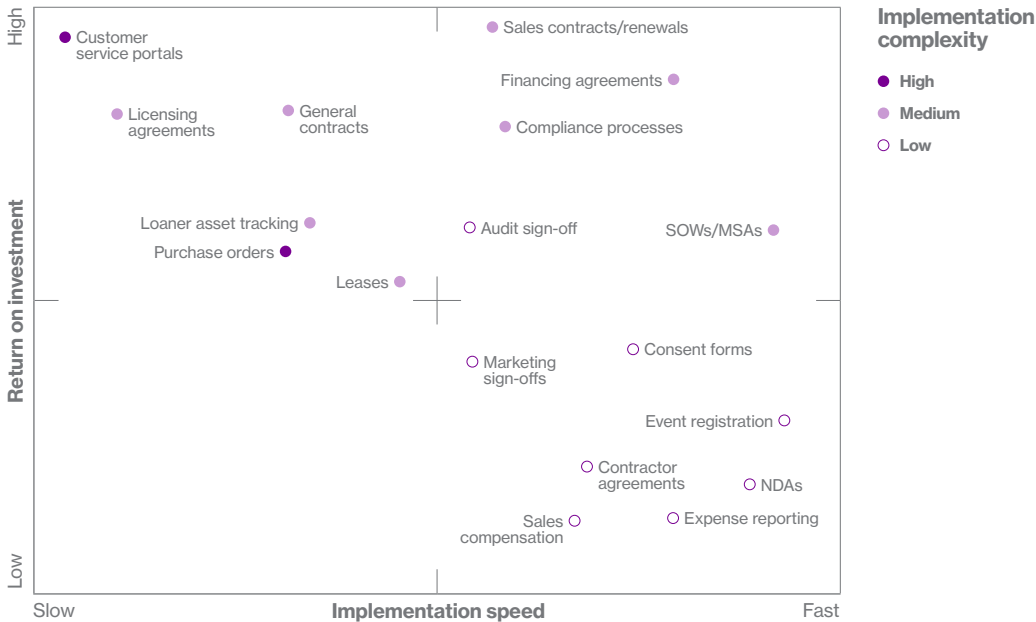 High
Low
Return on investment
Customer
service portals
Sales contracts/renewals
Financing agreements
Licensing
agreements
General
contracts
Compliance processes
Loaner asset tracking
Audit sign-off
SOWs/MSAs
Purchase orders
Leases
Marketing
sign-offs
Consent forms
Event registration
Contractor
agreements
NDAs
Sales
compensation
Expense reporting
Slow
Implementation speed
Fast
Implementation
complexity
High
Medium
Low